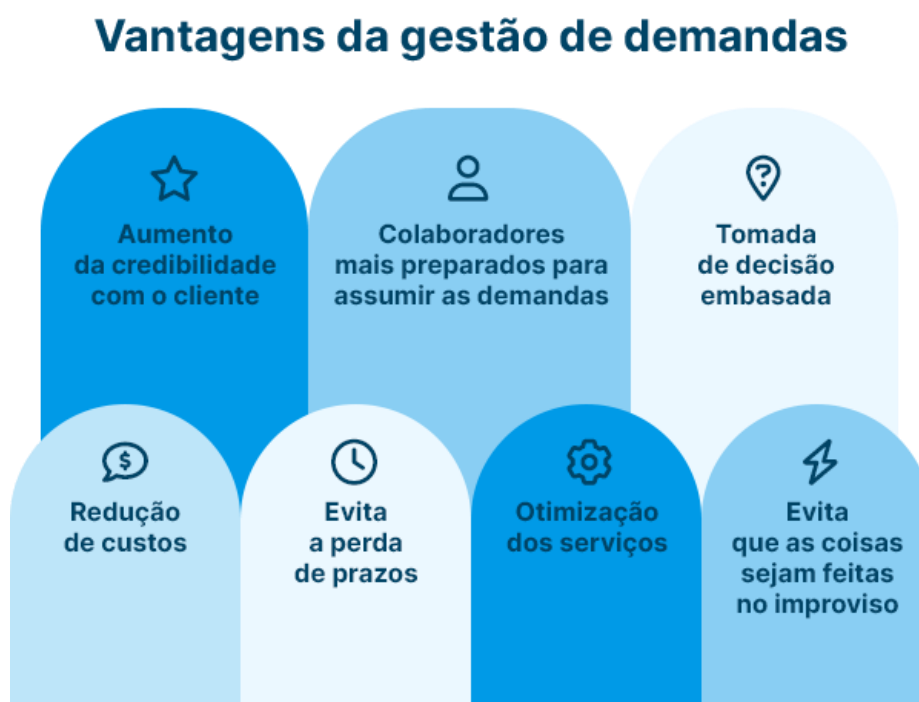 Vantagens da gestão de demandas
Aumento
da credibilidade
com o cliente
Colaboradores
mais preparados para
assumir as demandas
Tomada
de decisão
embasada
Redução
de custos
Evita
a perda
de prazos
Otimização
dos serviços
Evita
que as coisas
sejam feitas
no improviso